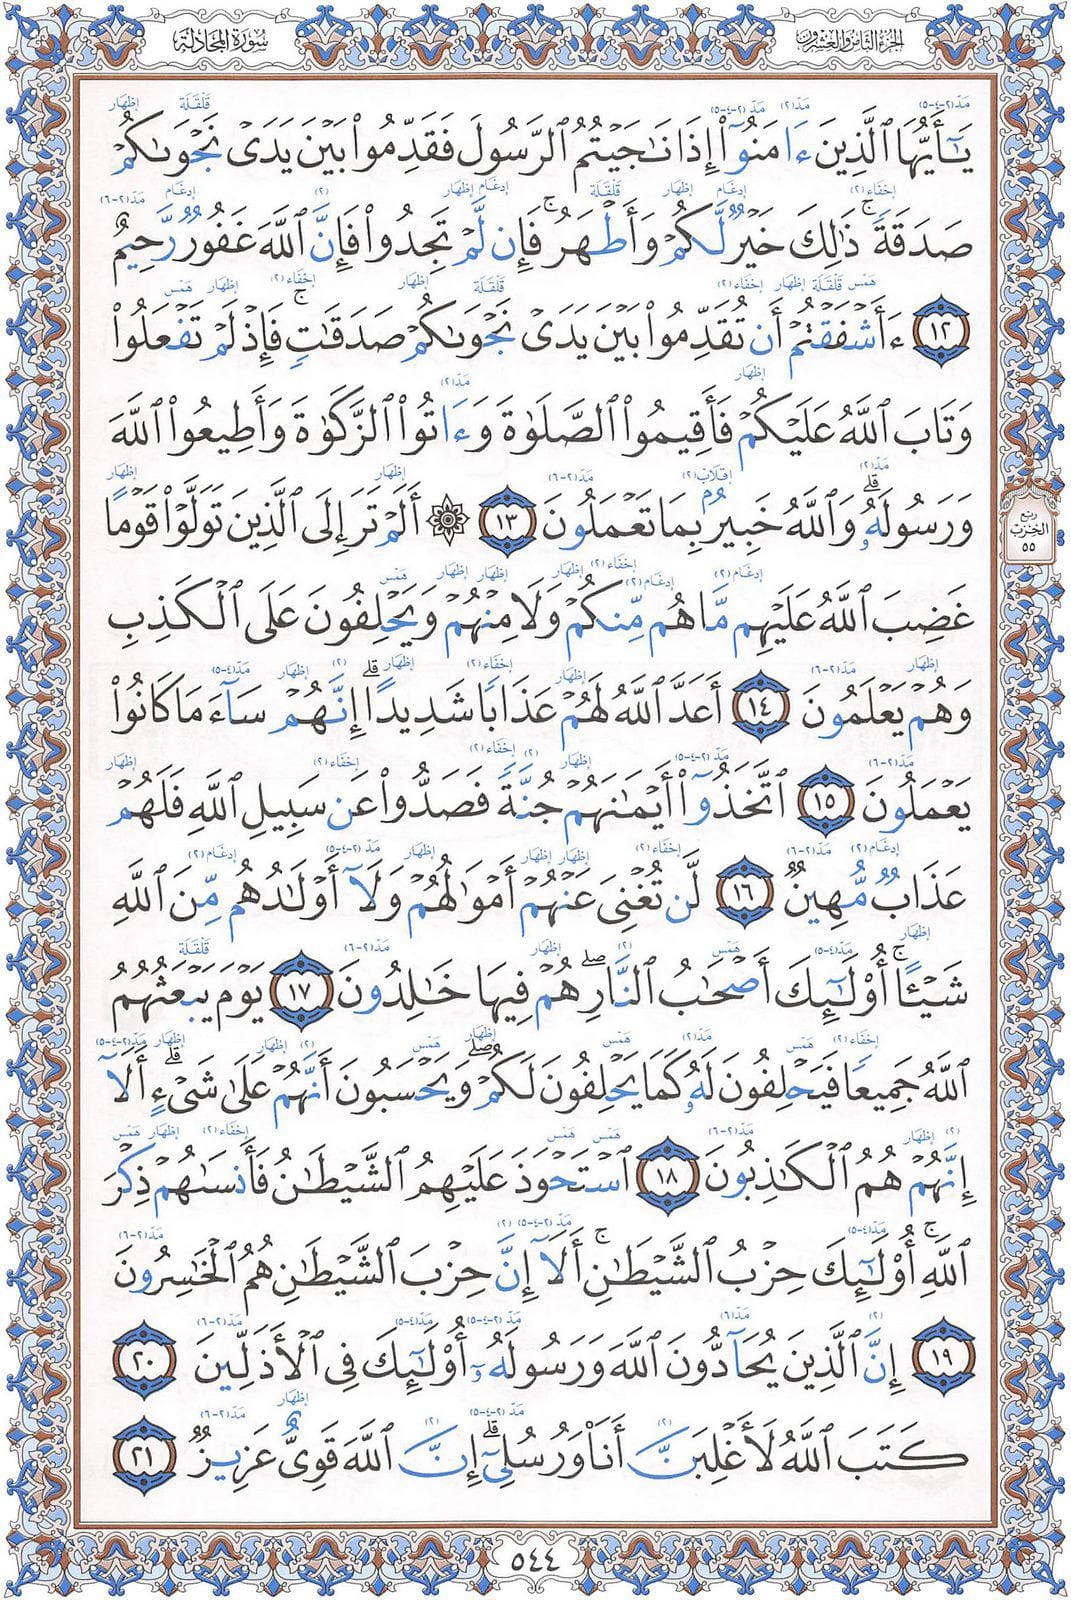 الجزء الثامن والعشرون
سورة المجادلة
يَٰٓأَيُّهَا ٱلَّذِينَ ءَامَنُوٓا۟ إِذَا نَٰجَيْتُمُ ٱلرَّسُولَ فَقَدِّمُوا۟ بَيْنَ يَدَىْ نَجْوَىٰكُمْ
صَدَقَةً ۚ ذَٰلِكَ خَيْرٌ لَّكُمْ وَأَطْهَرُ ۚ فَإِن لَّمْ تَجِدُوا۟ فَإِنَّ ٱللَّهَ غَفُورٌ رَّحِيمٌ
١٢ ءَأَشْفَقْتُمْ أَن تُقَدِّمُوا۟ بَيْنَ يَدَىْ نَجْوَىٰكُمْ صَدَقَٰتٍ ۚ فَإِذْ لَمْ تَفْعَلُوا۟
وَتَابَ ٱللَّهُ عَلَيْكُمْ فَأَقِيمُوا۟ ٱلصَّلَوٰةَ وَءَاتُوا۟ ٱلزَّكَوٰةَ وَأَطِيعُوا۟ ٱللَّهَ
وَرَسُولَهُۥ ۚ وَٱللَّهُ خَبِيرٌۢ بِمَا تَعْمَلُونَ ١٣ ۞ أَلَمْ تَرَ إِلَى ٱلَّذِينَ تَوَلَّوْا۟ قَوْمًا
ربع الحزب ٥٥
غَضِبَ ٱللَّهُ عَلَيْهِم مَّا هُم مِّنكُمْ وَلَا مِنْهُمْ وَيَحْلِفُونَ عَلَى ٱلْكَذِبِ
وَهُمْ يَعْلَمُونَ ١٤ أَعَدَّ ٱللَّهُ لَهُمْ عَذَابًا شَدِيدًا ۖ إِنَّهُمْ سَآءَ مَا كَانُوا۟
يَعْمَلُونَ ١٥ ٱتَّخَذُوٓا۟ أَيْمَٰنَهُمْ جُنَّةً فَصَدُّوا۟ عَن سَبِيلِ ٱللَّهِ فَلَهُمْ
عَذَابٌ مُّهِينٌ ١٦ لَّن تُغْنِىَ عَنْهُمْ أَمْوَٰلُهُمْ وَلَآ أَوْلَٰدُهُم مِّنَ ٱللَّهِ
شَيْـًٔا ۚ أُو۟لَٰٓئِكَ أَصْحَٰبُ ٱلنَّارِ ۖ هُمْ فِيهَا خَٰلِدُونَ ١٧ يَوْمَ يَبْعَثُهُمُ
ٱللَّهُ جَمِيعًا فَيَحْلِفُونَ لَهُۥ كَمَا يَحْلِفُونَ لَكُمْ ۖ وَيَحْسَبُونَ أَنَّهُمْ عَلَىٰ شَىْءٍ ۚ أَلَآ
إِنَّهُمْ هُمُ ٱلْكَٰذِبُونَ ١٨ ٱسْتَحْوَذَ عَلَيْهِمُ ٱلشَّيْطَٰنُ فَأَنسَىٰهُمْ ذِكْرَ
ٱللَّهِ ۚ أُو۟لَٰٓئِكَ حِزْبُ ٱلشَّيْطَٰنِ ۚ أَلَآ إِنَّ حِزْبَ ٱلشَّيْطَٰنِ هُمُ ٱلْخَٰسِرُونَ
١٩ إِنَّ ٱلَّذِينَ يُحَآدُّونَ ٱللَّهَ وَرَسُولَهُۥٓ أُو۟لَٰٓئِكَ فِى ٱلْأَذَلِّينَ ٢٠
كَتَبَ ٱللَّهُ لَأَغْلِبَنَّ أَنَا۠ وَرُسُلِىٓ ۚ إِنَّ ٱللَّهَ قَوِىٌّ عَزِيزٌ ٢١
٥٤٤